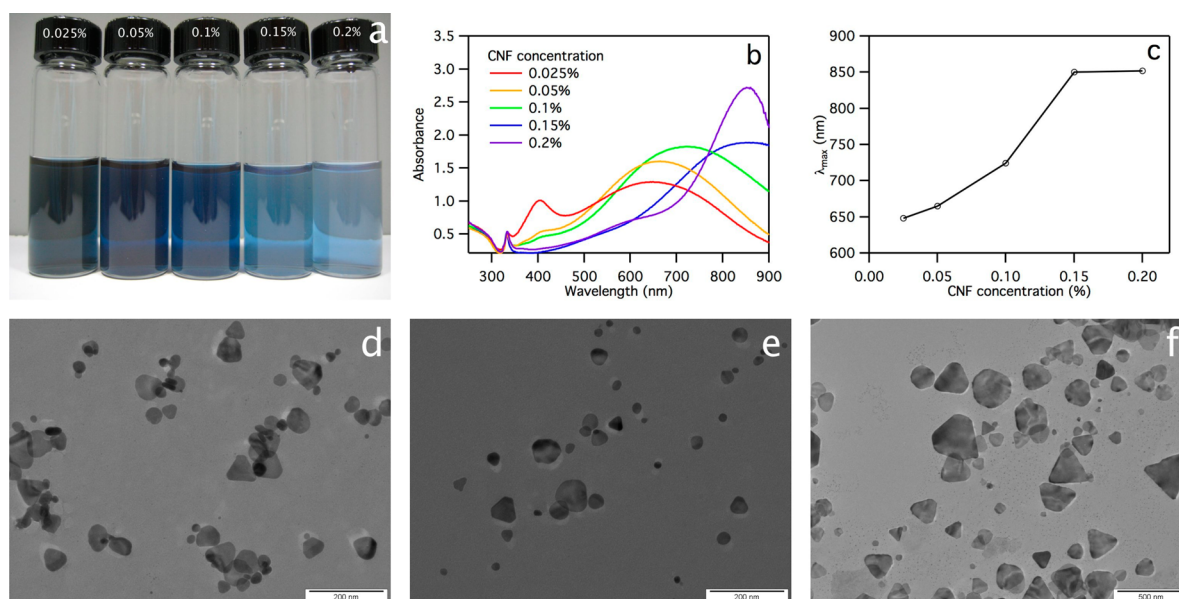 0.025% 0.05% 0.1% 0.15% 0.2% a
b
CNF concentration
0.025%
0.05%
0.1%
0.15%
0.2%
3.5
3.0
2.5
2.0
1.5
1.0
0.5
Absorbance
300 400 500 600 700 800 900
Wavelength (nm)
c
900
850
800
750
700
650
600
λmax (nm)
0.00 0.05 0.10 0.15 0.20
CNF concentration (%)
d
200 nm
e
200 nm
f
500 nm